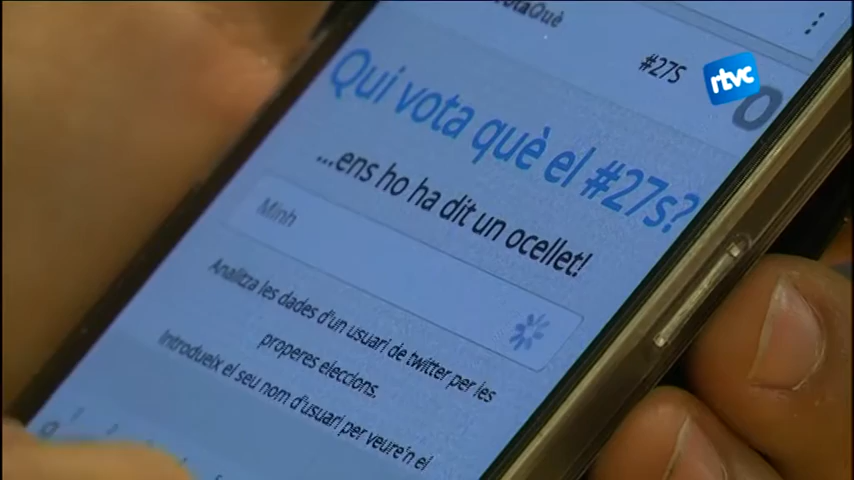 otaQuè
#27s
rtvc
Qui vota què el #27s?
...ens ho ha dit un ocellet!
Minh
Analitza les dades d'un usuari de twitter per les
properes eleccions.
Introdueix el seu nom d'usuari per veure'n el